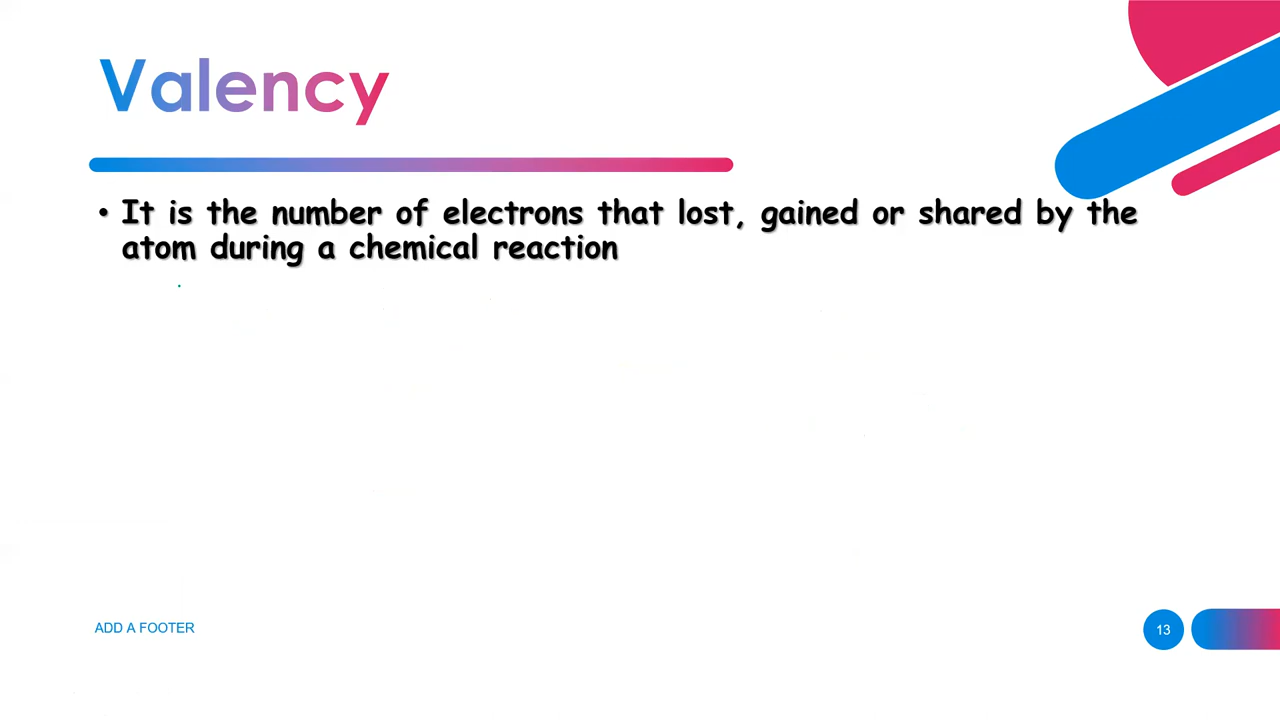 Valency
• It is the number of electrons that lost, gained or shared by the
atom during a chemical reaction
ADD A FOOTER
13